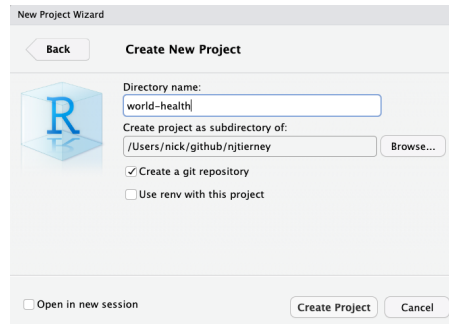 New Project Wizard
Back
Create New Project
R
Directory name:
world-health
Create project as subdirectory of:
/Users/nick/github/njtierney
Browse...
Create a git repository
Use renv with this project
Open in new session
Create Project
Cancel